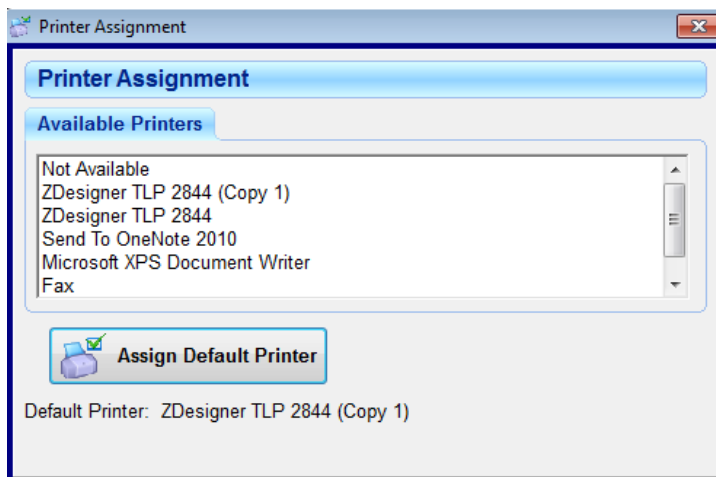 Printer Assignment
Printer Assignment
Available Printers
Not Available
ZDesigner TLP 2844 (Copy 1)
ZDesigner TLP 2844
Send To OneNote 2010
Microsoft XPS Document Writer
Fax
Assign Default Printer
Default Printer: ZDesigner TLP 2844 (Copy 1)